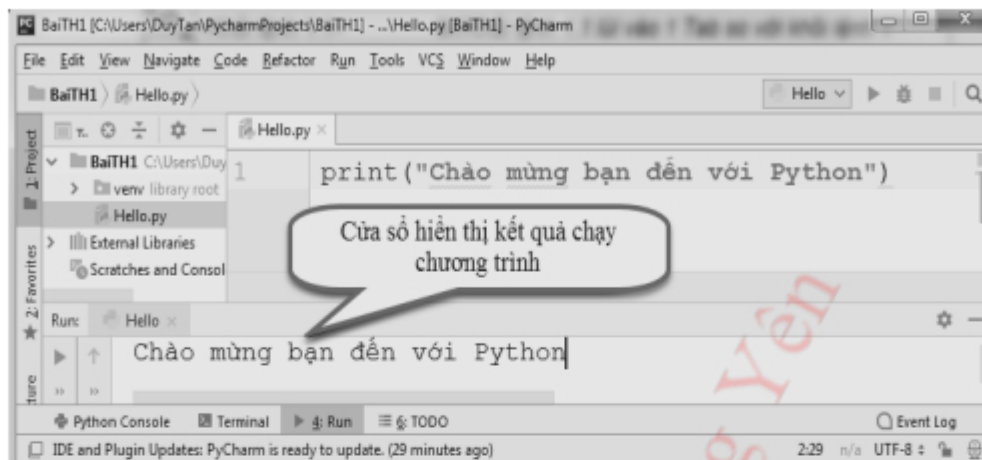 BaiTH1 [C:\Users\DuyTan\PycharmProjects\BaiTH1] - ...\Hello.py [BaiTH1] - PyCharm
File Edit View Navigate Code Refactor Run Tools VCS Window Help
BaiTH1 Hello.py
Hello
1: Project
Hello.py
BaiTH1 C:\Users\Duy
venv library root
Hello.py
External Libraries
Scratches and Consol
1
print("Chào mừng bạn đến với Python")
Cửa sổ hiển thị kết quả chạy
chương trình
2: Favorites
Run: Hello
Chào mừng bạn đến với Python
Yên
Python Console Terminal 4: Run 6: TODO Event Log
IDE and Plugin Updates: PyCharm is ready to update. (29 minutes ago) 2:29 n/a UTF-8